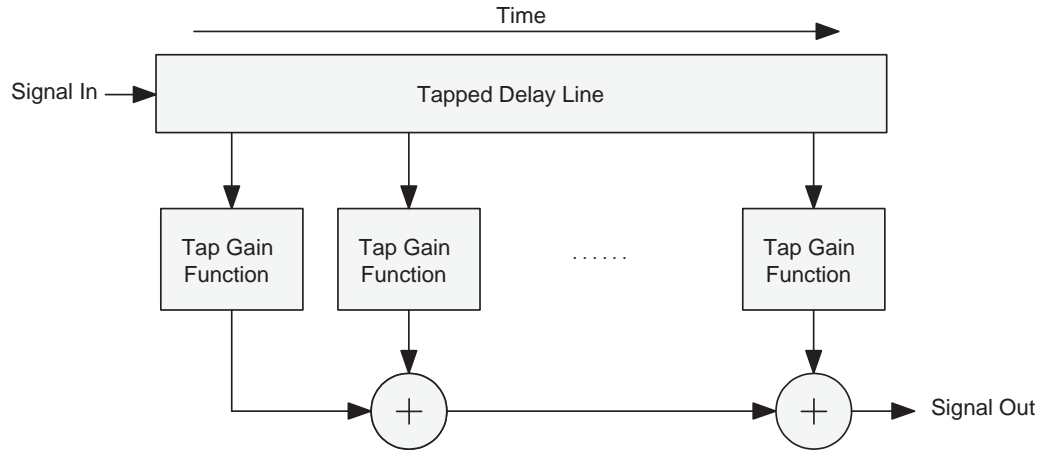 Time
Signal In
Tapped Delay Line
Tap Gain
Function
Tap Gain
Function
......
Tap Gain
Function
+
+
Signal Out